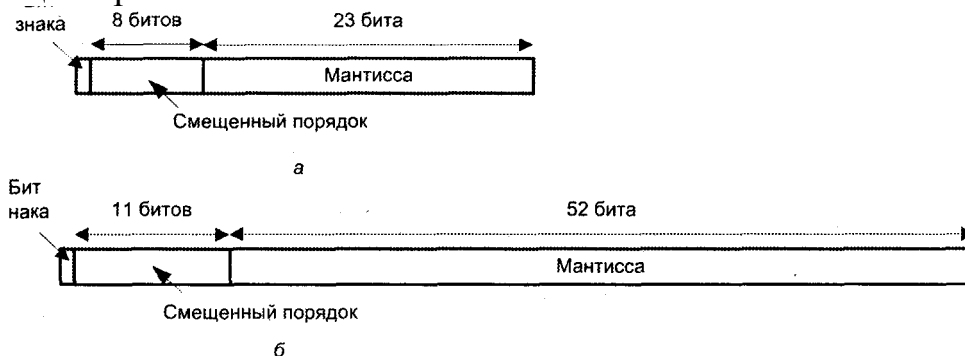 знака 8 битов 23 бита
Мантисса
Смещенный порядок
а
Бит
нака 11 битов 52 бита
Мантисса
Смещенный порядок
б